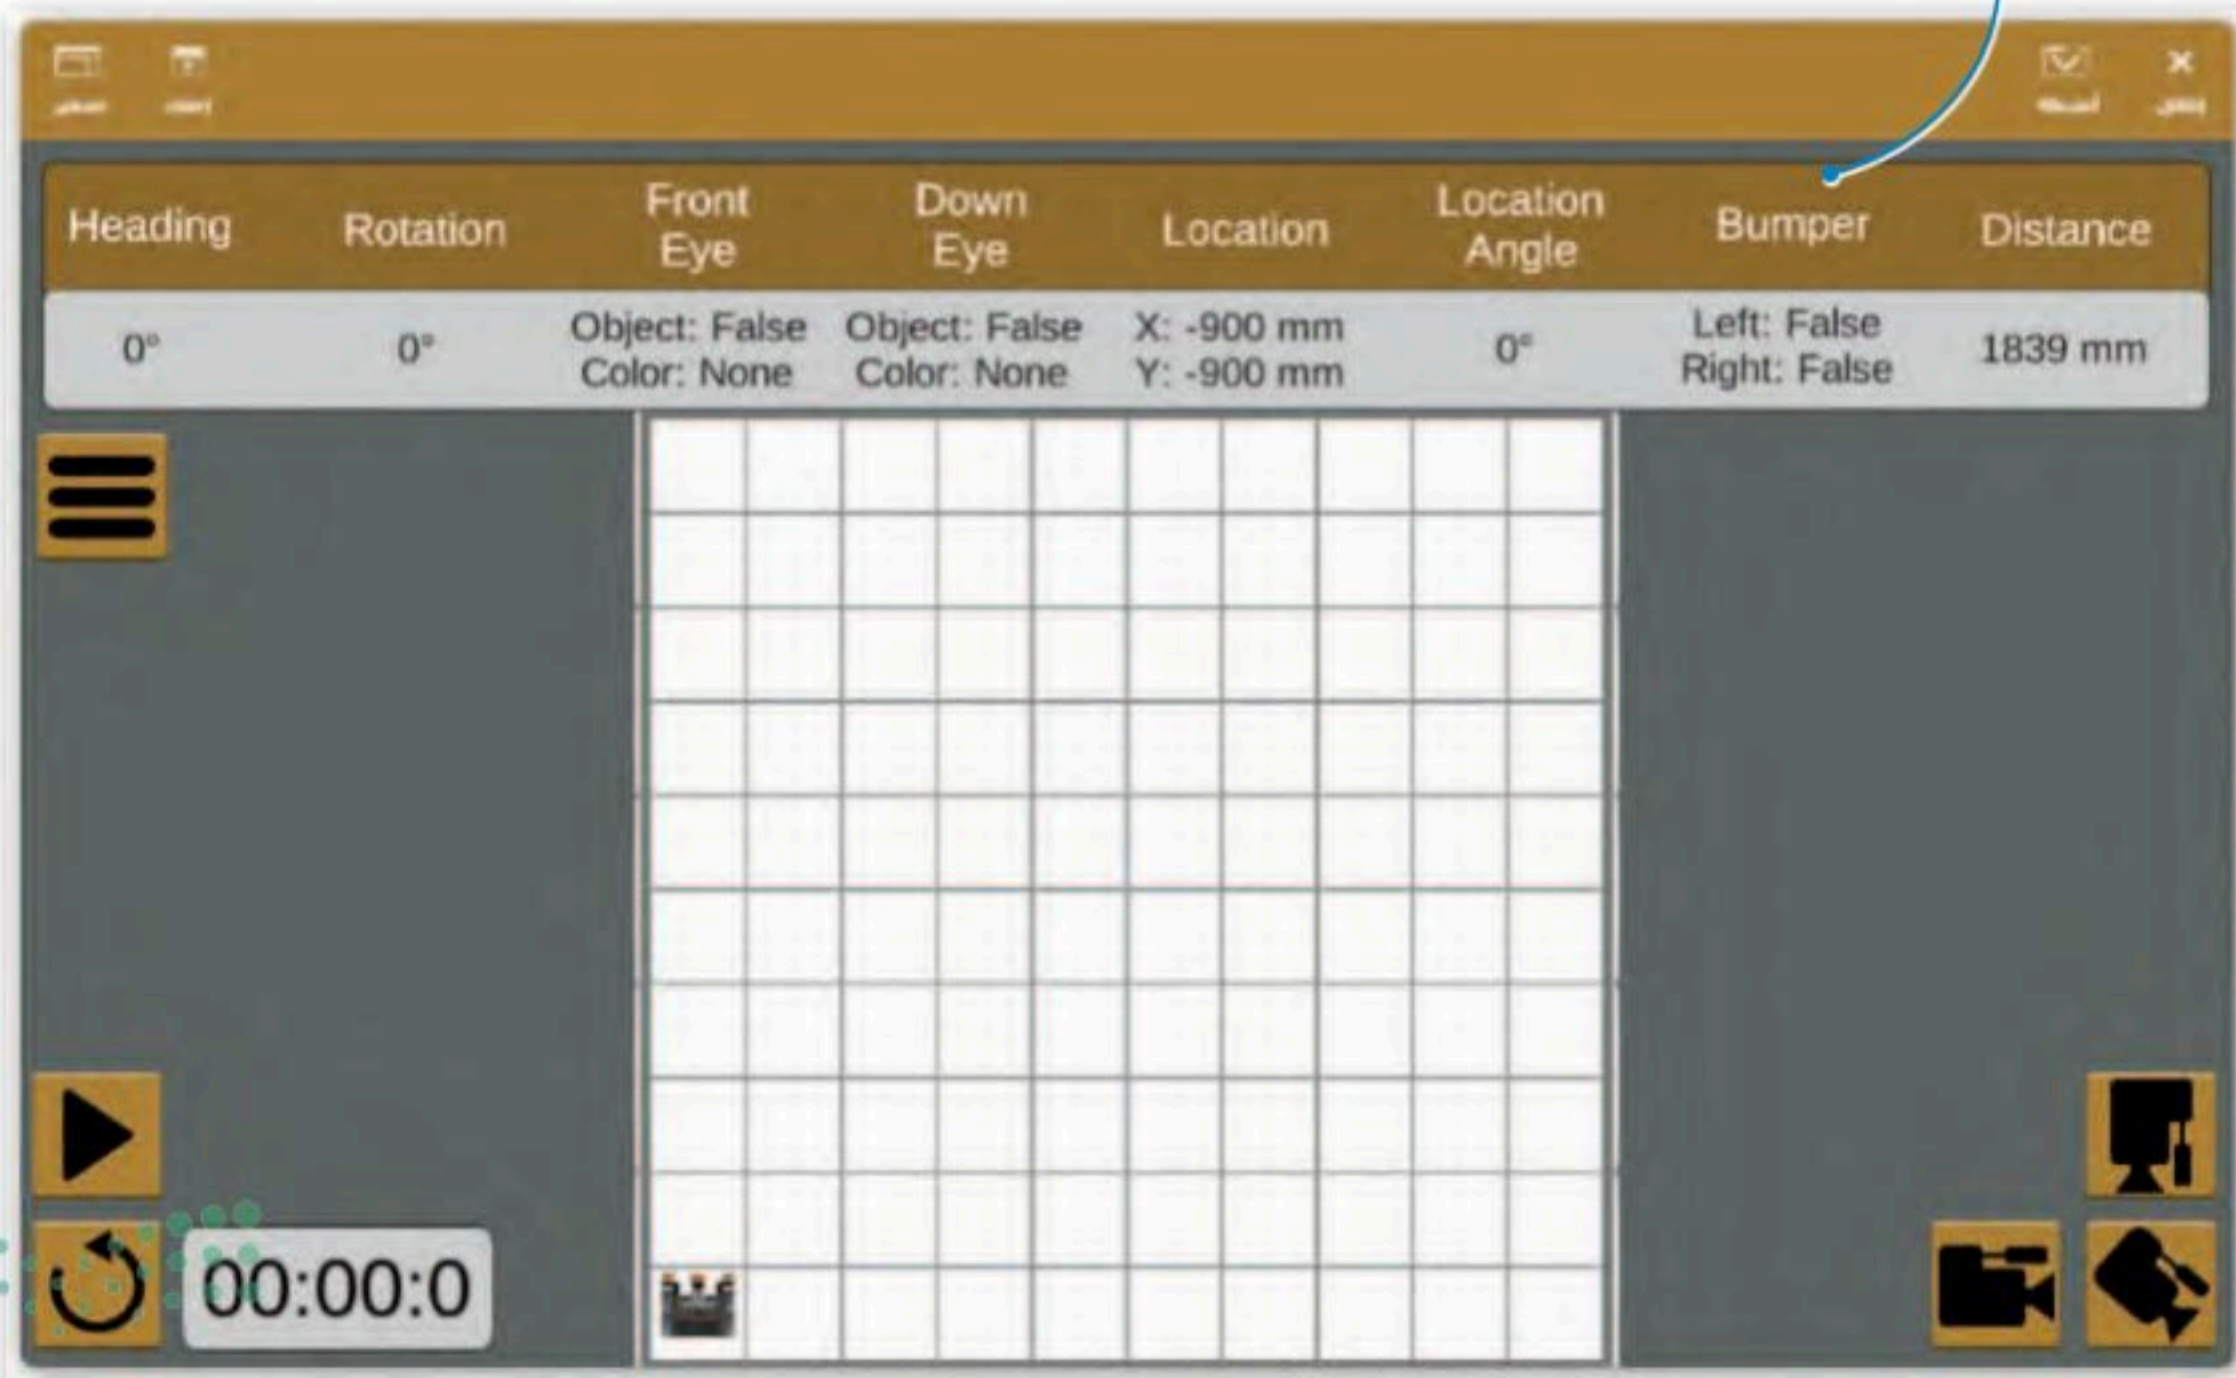 إغلاق
Heading
Rotation
Front
Eye
Down
Eye
Location
Location
Angle
Bumper
Distance
0°
0°
Object: False
Color: None
Object: False
Color: None
X: -900 mm
Y: -900 mm
0°
Left: False
Right: False
1839 mm
00:00:0